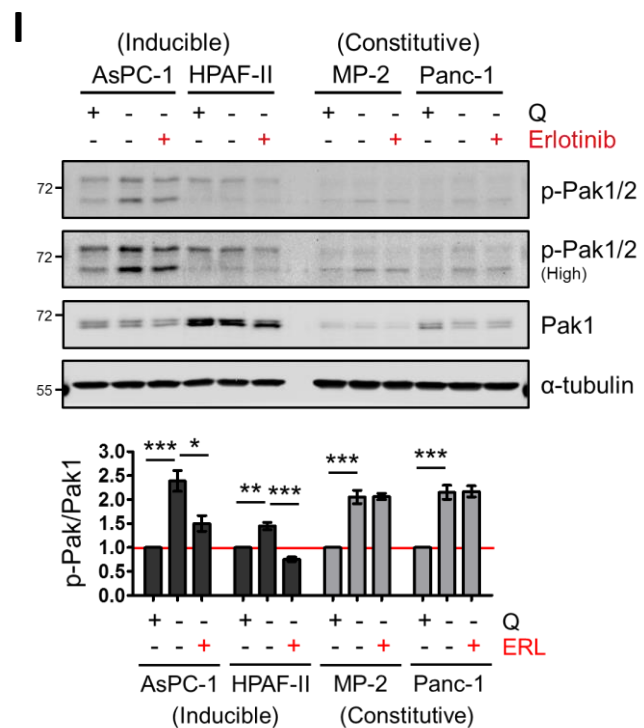 I
(Inducible) (Constitutive)
AsPC-1 HPAF-II MP-2 Panc-1
+ - - + - - + - - + - - Q
- - + - - + - - + - - + Erlotinib
72 p-Pak1/2
72 p-Pak1/2
(High)
72 Pak1
55 α-tubulin
p-Pak/Pak1
3.0
2.5
2.0
1.5
1.0
0.5
0.0
*** * ** *** *** ***
+ - - + - - + - - + - - Q
- - + - - + - - + - - + ERL
AsPC-1 HPAF-II MP-2 Panc-1
(Inducible) (Constitutive)